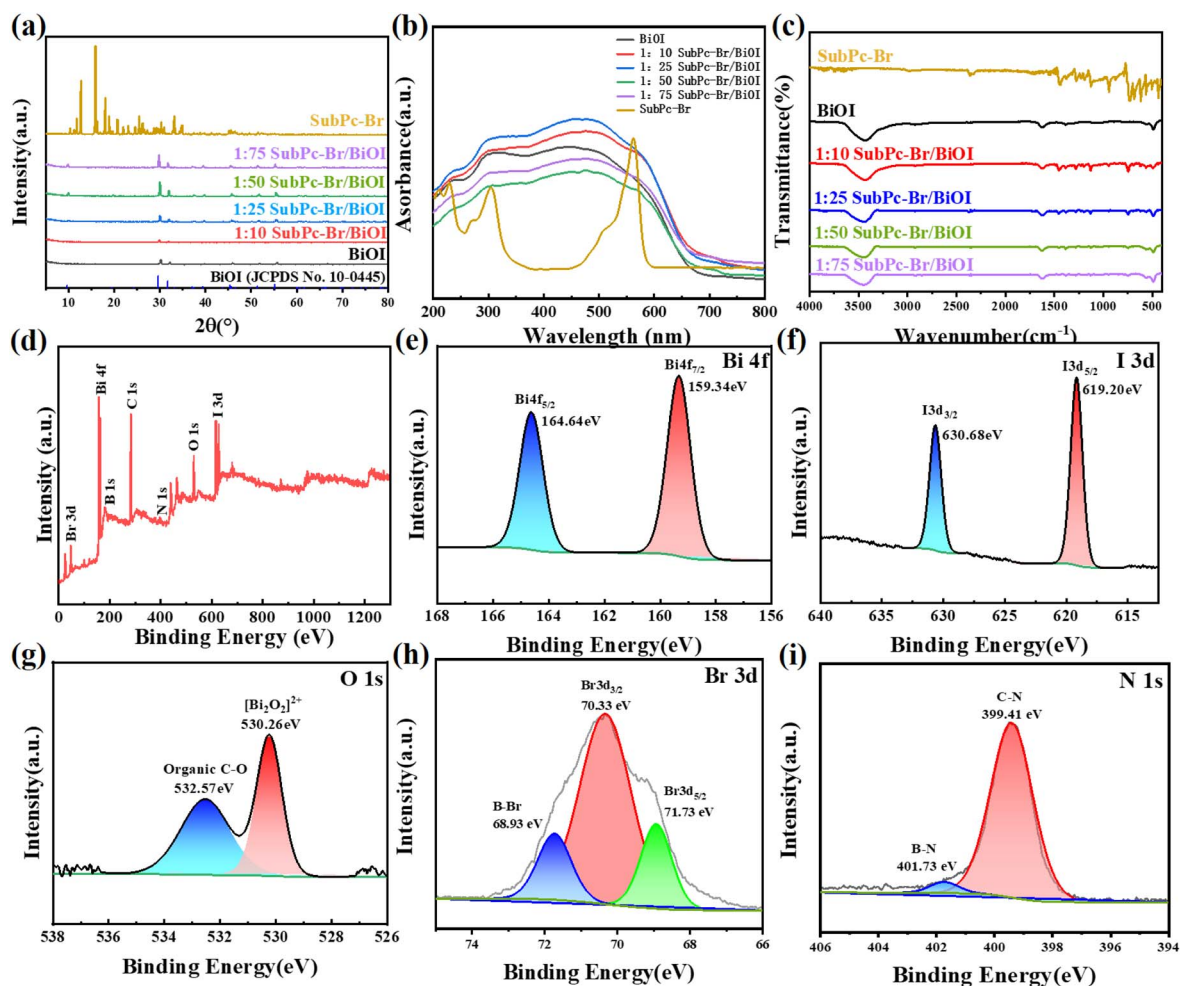 (a)
Intensity(a.u.)
SubPc-Br
1:75 SubPc-Br/BiOI
1:50 SubPc-Br/BiOI
1:25 SubPc-Br/BiOI
1:10 SubPc-Br/BiOI
BiOI
BiOI (JCPDS No. 10-0445)
10 20 30 40 50 60 70 80
2θ(°)
(b)
Asorbance(a.u.)
BiOI
1: 10 SubPc-Br/BiOI
1: 25 SubPc-Br/BiOI
1: 50 SubPc-Br/BiOI
1: 75 SubPc-Br/BiOI
SubPc-Br
200 300 400 500 600 700 800
Wavelength (nm)
(c)
Transmittance(%)
SubPc-Br
BiOI
1:10 SubPc-Br/BiOI
1:25 SubPc-Br/BiOI
1:50 SubPc-Br/BiOI
1:75 SubPc-Br/BiOI
4000 3500 3000 2500 2000 1500 1000 500
Wavenumber(cm⁻¹)
(d)
Intensity (a.u.)
Br 3d
Bi 4f
B 1s
C 1s
N 1s
O 1s
I 3d
0 200 400 600 800 1000 1200
Binding Energy (eV)
(e)
Bi 4f
Intensity(a.u.)
Bi4f5/2
164.64eV
Bi4f7/2
159.34eV
168 166 164 162 160 158 156
Binding Energy(eV)
(f)
I 3d
Intensity(a.u.)
I3d3/2
630.68eV
I3d5/2
619.20eV
640 635 630 625 620 615
Binding Energy(eV)
(g)
O 1s
Intensity(a.u.)
Organic C-O
532.57eV
[Bi₂O₂]²⁺
530.26eV
538 536 534 532 530 528 526
Binding Energy(eV)
(h)
Br 3d
Intensity(a.u.)
B-Br
68.93 eV
Br3d3/2
70.33 eV
Br3d5/2
71.73 eV
74 72 70 68 66
Binding Energy(eV)
(i)
N 1s
Intensity(a.u.)
B-N
401.73 eV
C-N
399.41 eV
406 404 402 400 398 396 394
Binding Energy(eV)